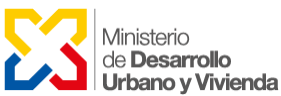 Ministerio
de Desarrollo
Urbano y Vivienda